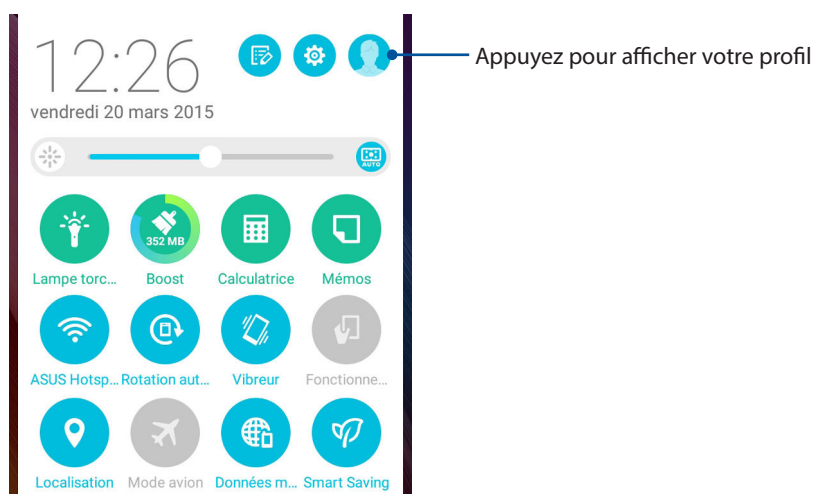 12:26
vendredi 20 mars 2015
Appuyez pour afficher votre profil
AUTO
352 MB
Lampe torc... Boost Calculatrice Mémos
ASUS Hotsp... Rotation aut... Vibreur Fonctionne...
Localisation Mode avion Données m... Smart Saving